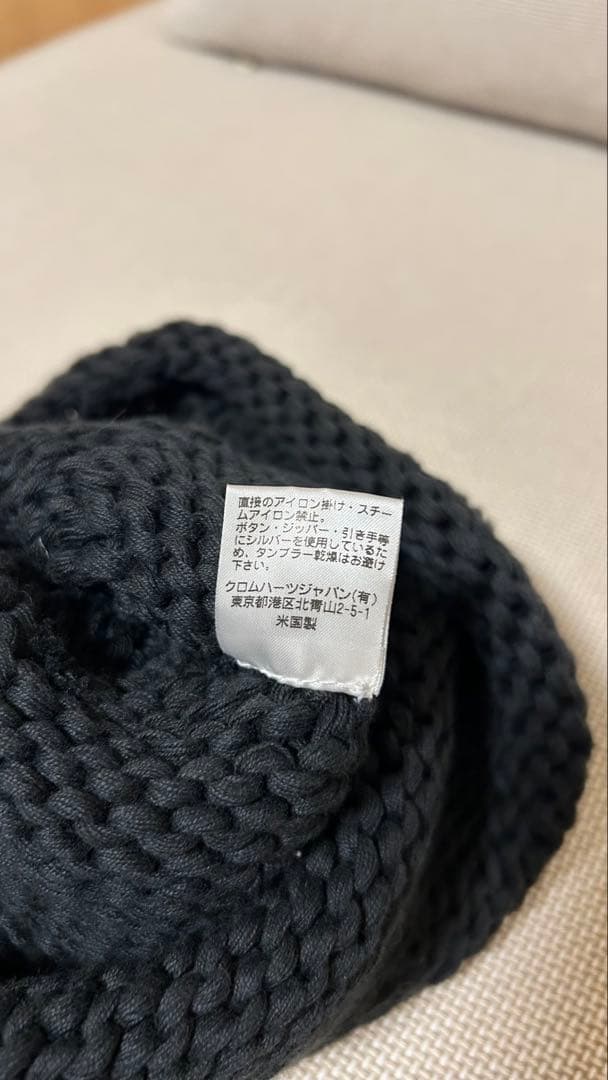 直接のアイロン掛け・スチー
ムアイロン禁止。
ボタン・ジッパー・引き手等
にシルバーを使用しているた
め、タンブラー乾燥はお避け
下さい。
クロムハーツジャパン(有)
東京都港区北青山2-5-1
米国製